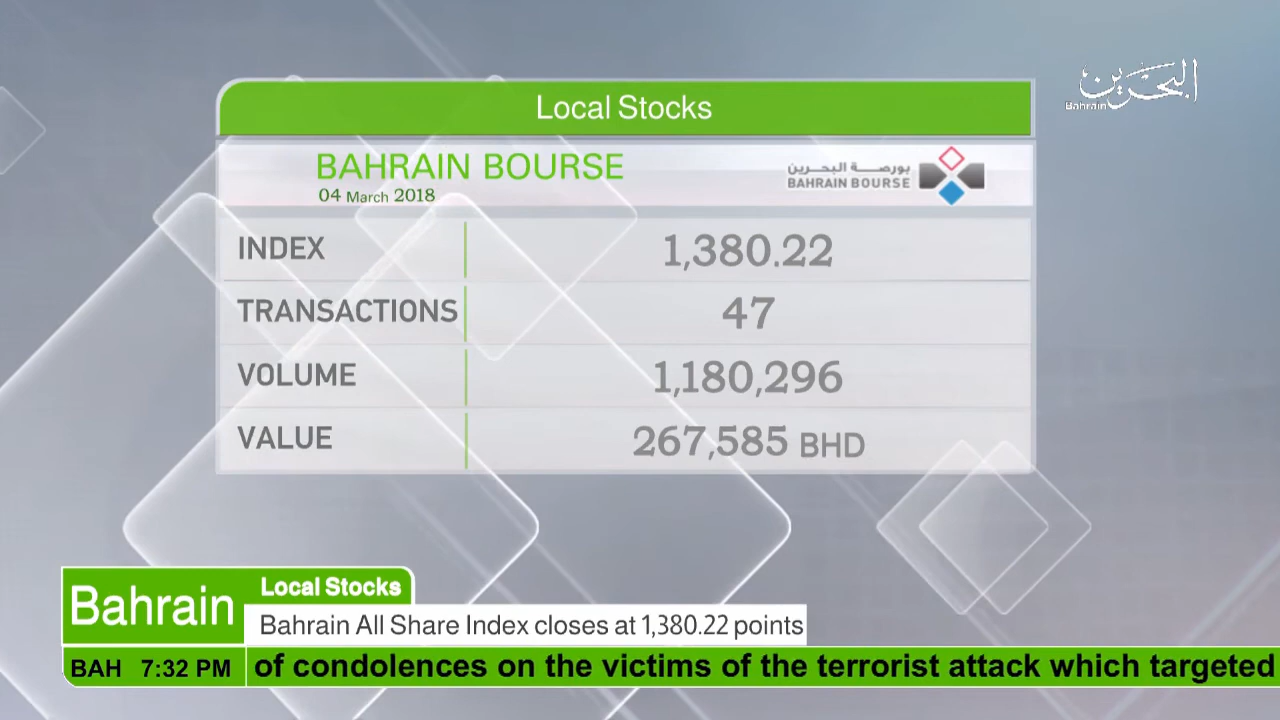 البحرين
Bahrain
Local Stocks
BAHRAIN BOURSE
04 March 2018
بورصة البحرين
BAHRAIN BOURSE
INDEX 1,380.22
TRANSACTIONS 47
VOLUME 1,180,296
VALUE 267,585 BHD
Bahrain
Local Stocks
Bahrain All Share Index closes at 1,380.22 points
BAH 7:32 PM of condolences on the victims of the terrorist attack which targeted